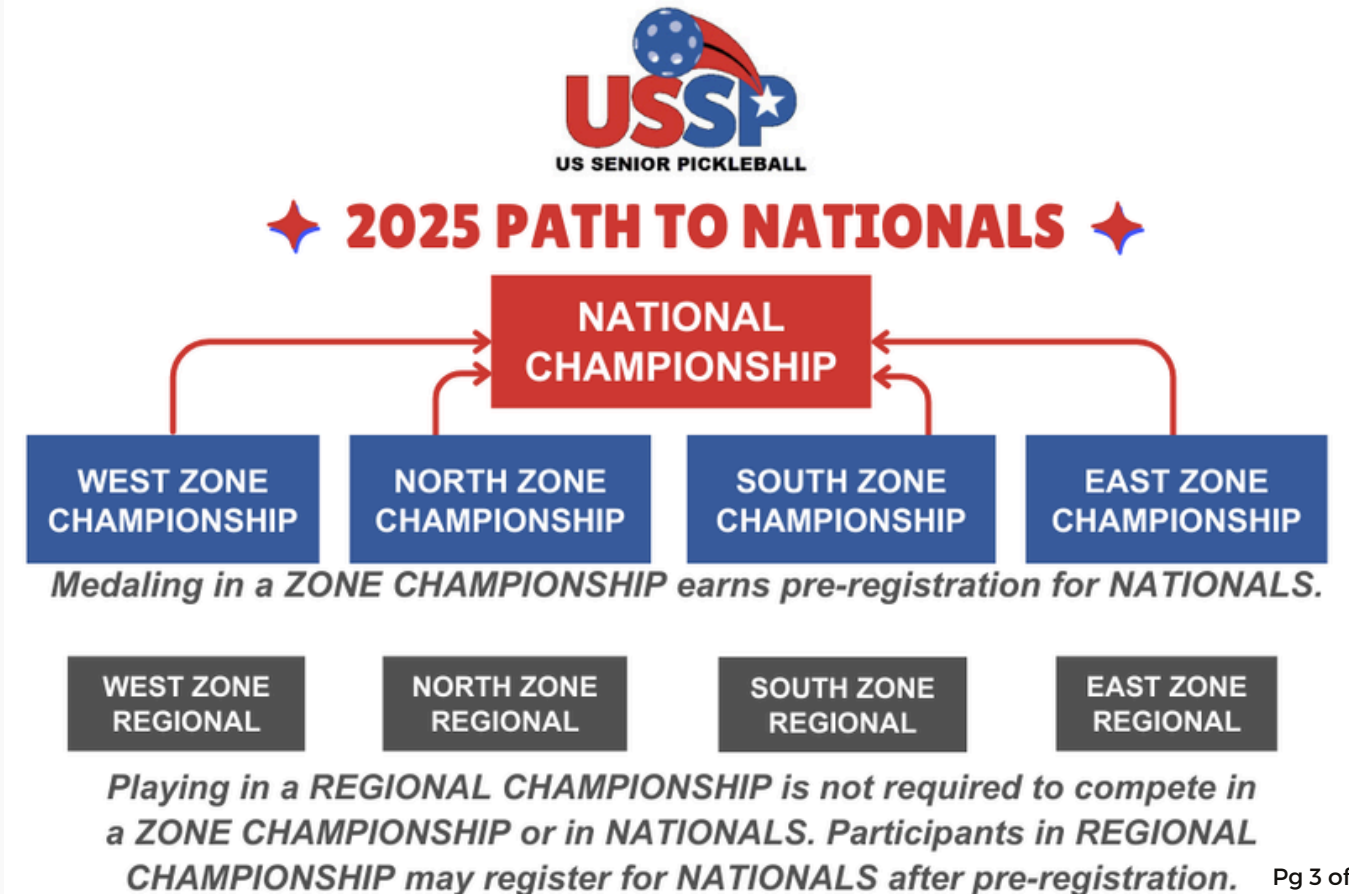 USSP
US SENIOR PICKLEBALL
2025 PATH TO NATIONALS
NATIONAL
CHAMPIONSHIP
WEST ZONE
CHAMPIONSHIP
NORTH ZONE
CHAMPIONSHIP
SOUTH ZONE
CHAMPIONSHIP
EAST ZONE
CHAMPIONSHIP
Medaling in a ZONE CHAMPIONSHIP earns pre-registration for NATIONALS.
WEST ZONE
REGIONAL
NORTH ZONE
REGIONAL
SOUTH ZONE
REGIONAL
EAST ZONE
REGIONAL
Playing in a REGIONAL CHAMPIONSHIP is not required to compete in
a ZONE CHAMPIONSHIP or in NATIONALS. Participants in REGIONAL
CHAMPIONSHIP may register for NATIONALS after pre-registration.
Pg 3 of